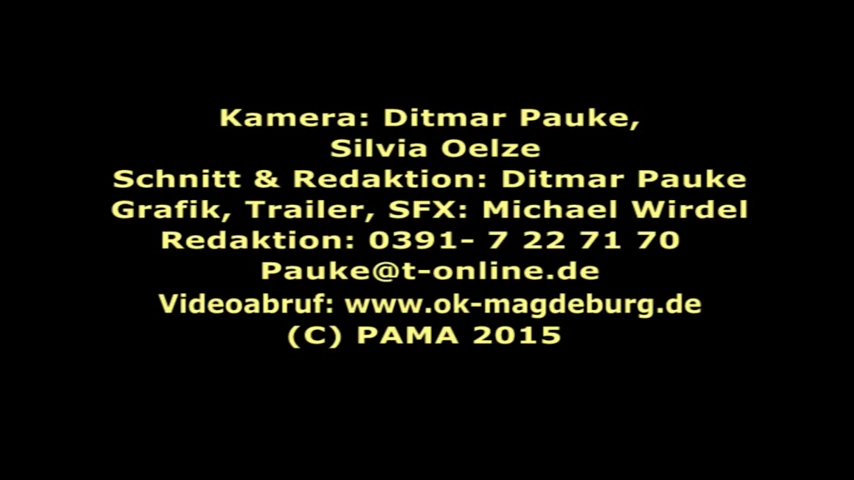 Kamera: Ditmar Pauke,
Silvia Oelze
Schnitt & Redaktion: Ditmar Pauke
Grafik, Trailer, SFX: Michael Wirdel
Redaktion: 0391- 7 22 71 70
Pauke@t-online.de
Videoabruf: www.ok-magdeburg.de
(C) PAMA 2015